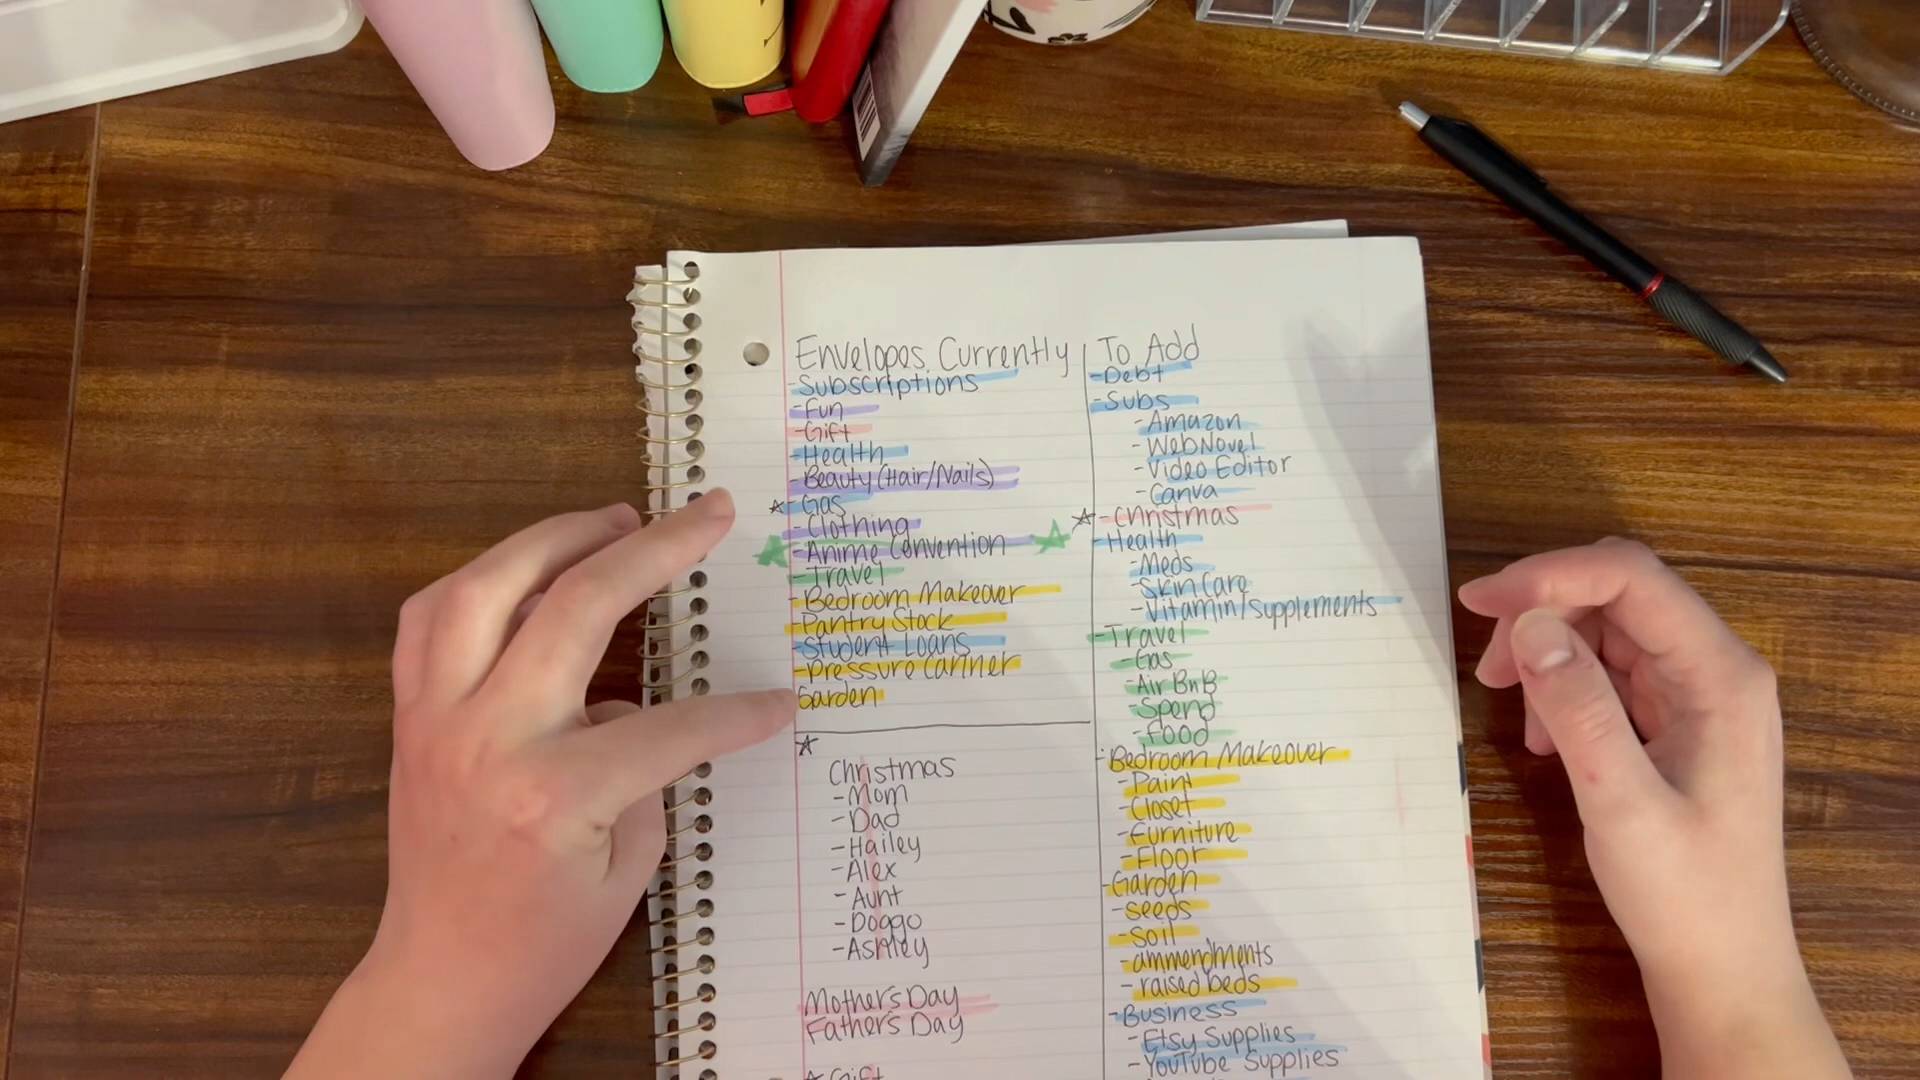 Envelopes Currently
-Subscriptions
-Fun
-Gift
-Health
-Beauty (Hair/Nails)
☆-Gas
-Clothing
-Anime Convention
-Travel
-Bedroom Makeover
-Pantry Stock
-Student Loans
-Pressure Canner
Garden
☆
Christmas
-Mom
-Dad
-Hailey
-Alex
-Aunt
-Doggo
-Ashley
Mother's Day
Father's Day
☆Gift
To Add
-Debt
-Subs
-Amazon
-WebNovel
-Video Editor
-Canva
☆-Christmas
-Health
-Meds
-Skin Care
-Vitamin/Supplements
-Travel
-Gas
-Air BnB
-Spend
-Food
-Bedroom Makeover
-Paint
-Closet
-Furniture
-Floor
-Garden
-seeds
-Soil
-ammendments
-raised beds
-Business
-Etsy Supplies
-YouTube Supplies